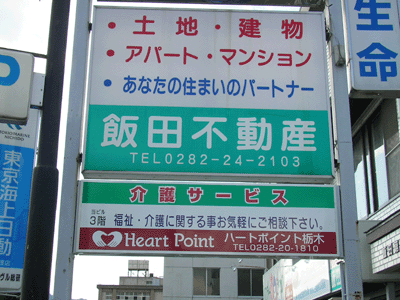 ・土地・建物
・アパート・マンション
・あなたの住まいのパートナー
飯田不動産
TEL0282-24-2103
介護サービス
当ビル
3階 福祉・介護に関する事お気軽にご相談下さい。
Heart Point ハートポイント栃木
TEL0282-20-1810
生命
P
東京海上日動